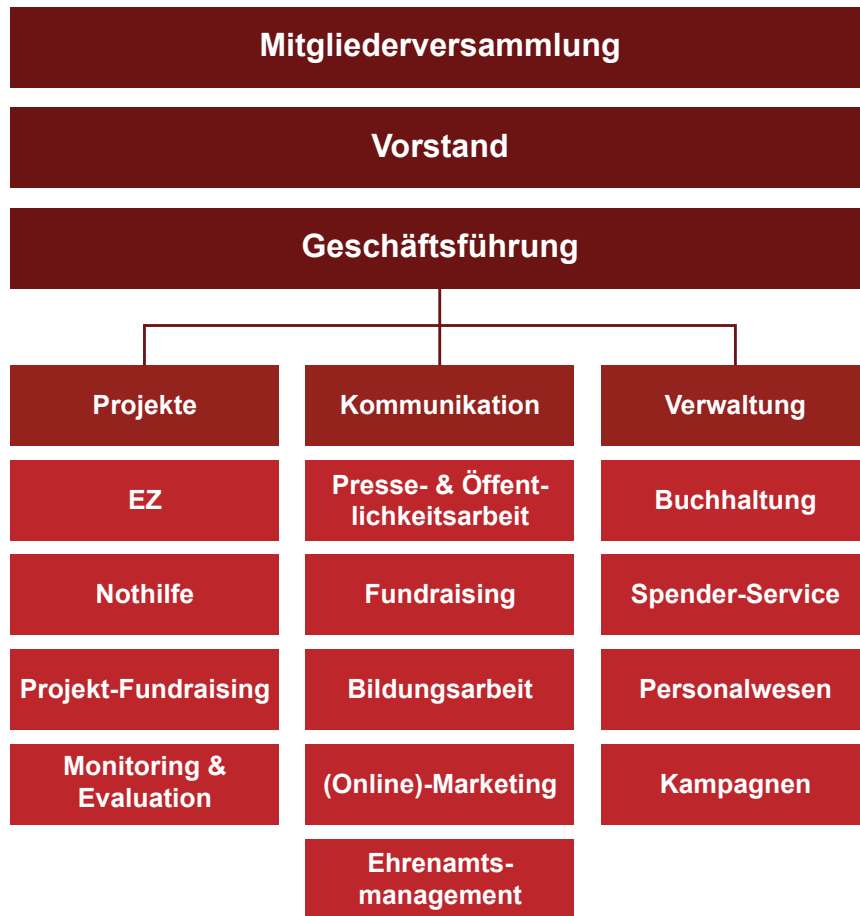 Mitgliederversammlung
Vorstand
Geschäftsführung
Projekte
EZ
Nothilfe
Projekt-Fundraising
Monitoring &
Evaluation
Kommunikation
Presse- & Öffent-
lichkeitsarbeit
Fundraising
Bildungsarbeit
(Online)-Marketing
Ehrenamts-
management
Verwaltung
Buchhaltung
Spender-Service
Personalwesen
Kampagnen